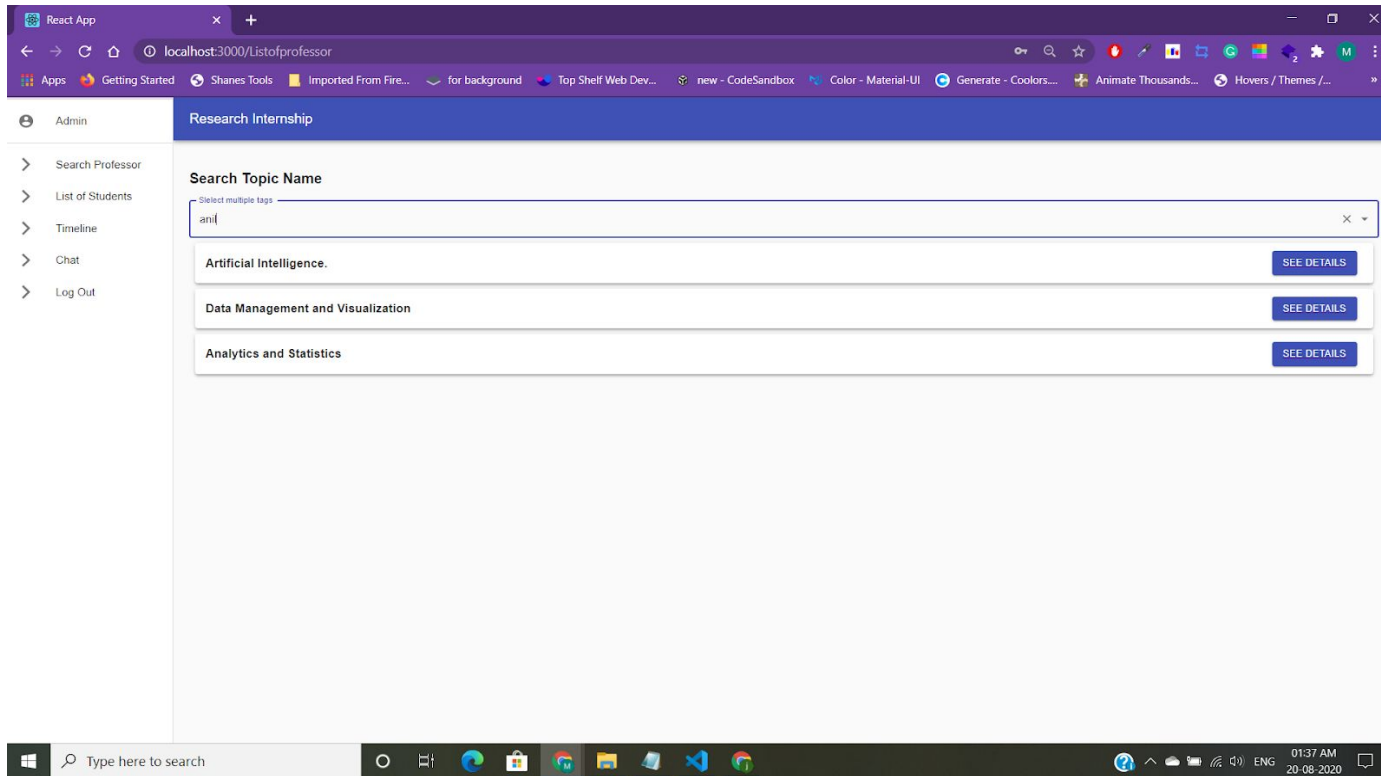 React App
localhost:3000/Listofprofessor
M
Apps Getting Started Shanes Tools Imported From Fire... for background Top Shelf Web Dev... new - CodeSandbox Color - Material-UI Generate - Coolors.... Animate Thousands... Hovers / Themes /... »
Admin
Research Internship
Search Professor
List of Students
Timeline
Chat
Log Out
Search Topic Name
Slelect multiple tags
anil
Artificial Intelligence. SEE DETAILS
Data Management and Visualization SEE DETAILS
Analytics and Statistics SEE DETAILS
Type here to search
ENG
01:37 AM
20-08-2020